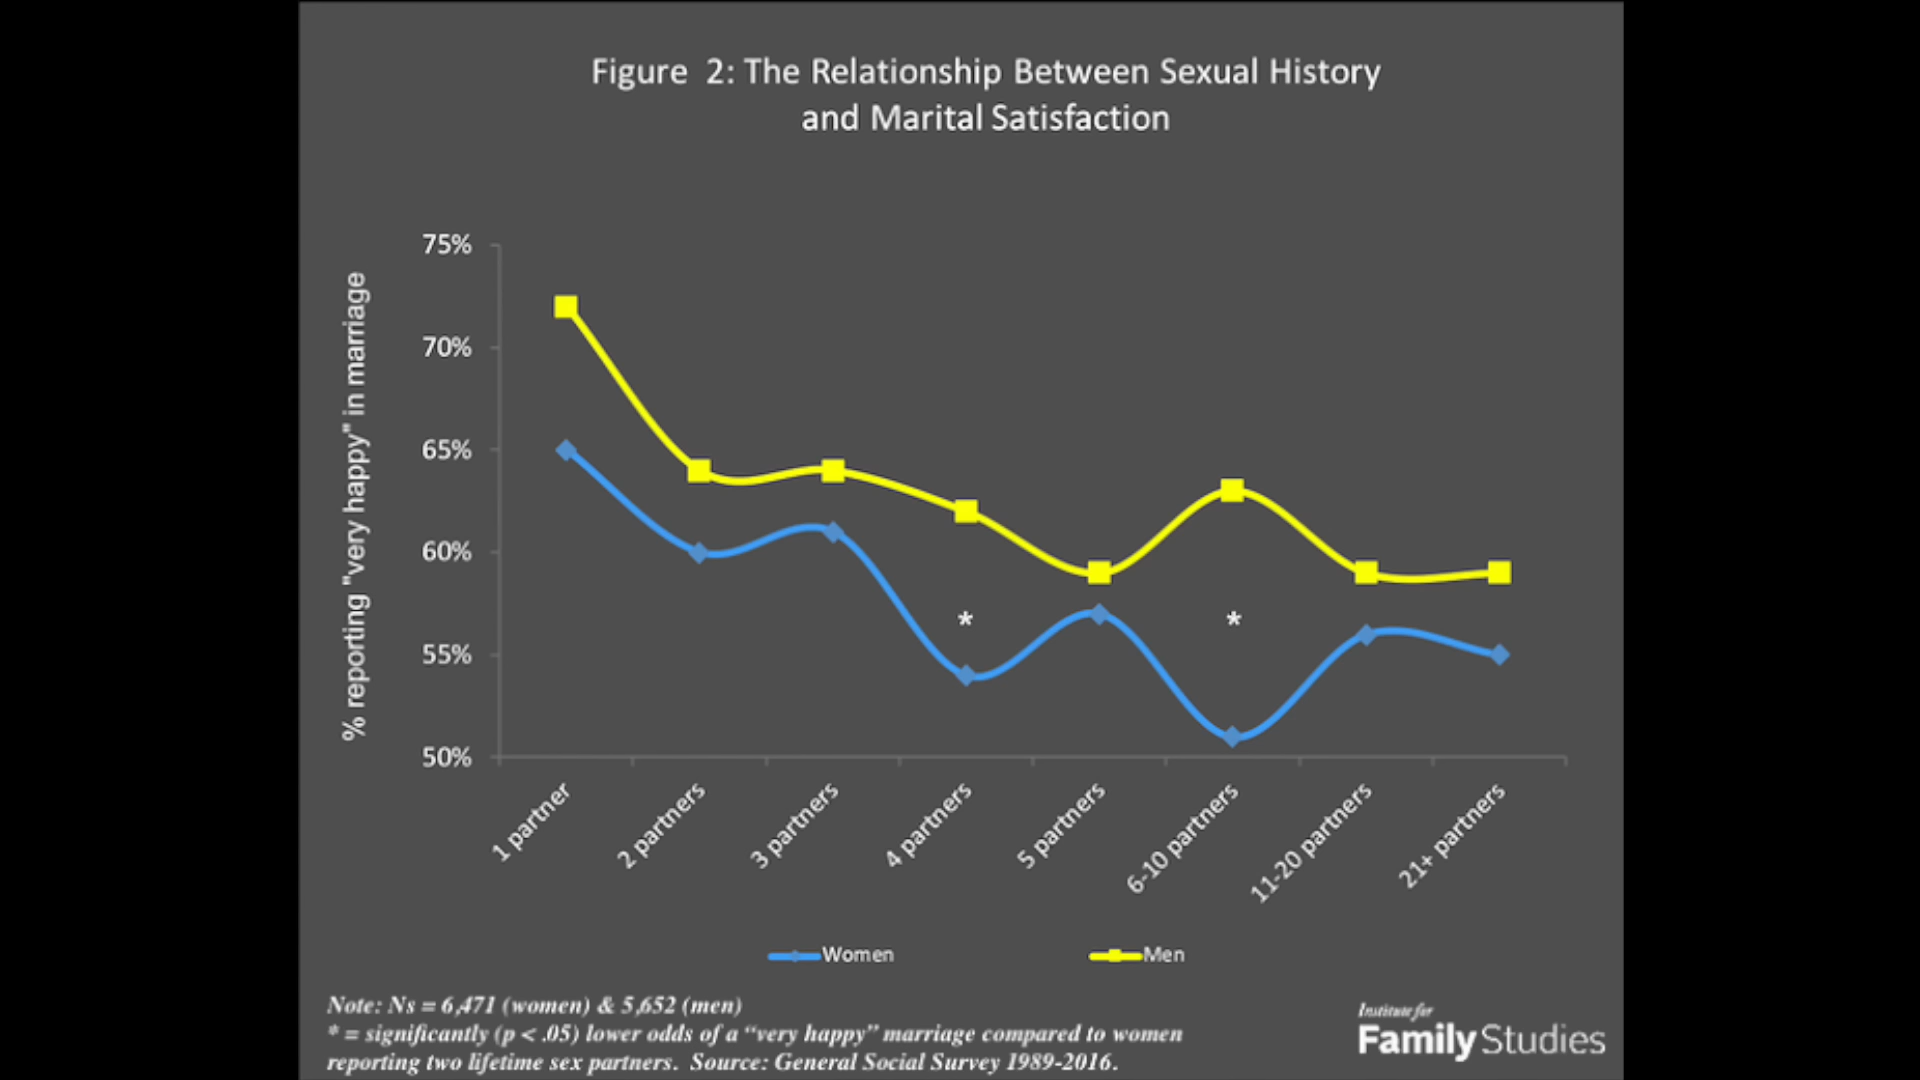 Figure 2: The Relationship Between Sexual History
and Marital Satisfaction
% reporting "very happy" in marriage
75%
70%
65%
60%
55%
50%
*
*
1 partner
2 partners
3 partners
4 partners
5 partners
6-10 partners
11-20 partners
21+ partners
Women
Men
Note: Ns = 6,471 (women) & 5,652 (men)
* = significantly (p < .05) lower odds of a “very happy” marriage compared to women
reporting two lifetime sex partners. Source: General Social Survey 1989-2016.
Institute for
Family Studies